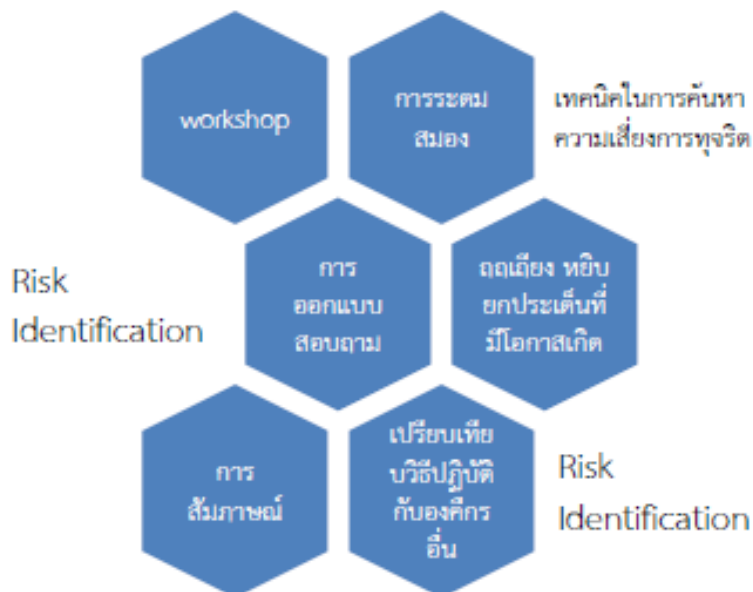 workshop
การระดม
สมอง
เทคนิคในการค้นหา
ความเสี่ยงการทุจริต
Risk
Identification
การ
ออกแบบ
สอบถาม
ถกเถียง หยิบ
ยกประเด็นที่
มีโอกาสเกิด
การ
สัมภาษณ์
เปรียบเทีย
บวิธีปฏิบัติ
กับองค์กร
อื่น
Risk
Identification